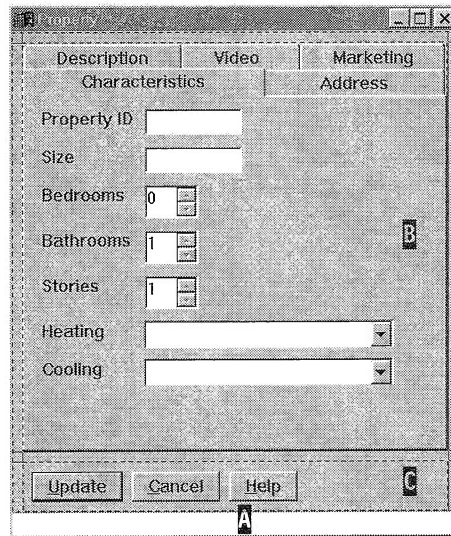 Property
Description Video Marketing
Characteristics Address
Property ID
Size
Bedrooms 0
Bathrooms 1
B
Stories 1
Heating
Cooling
Update Cancel Help C
A